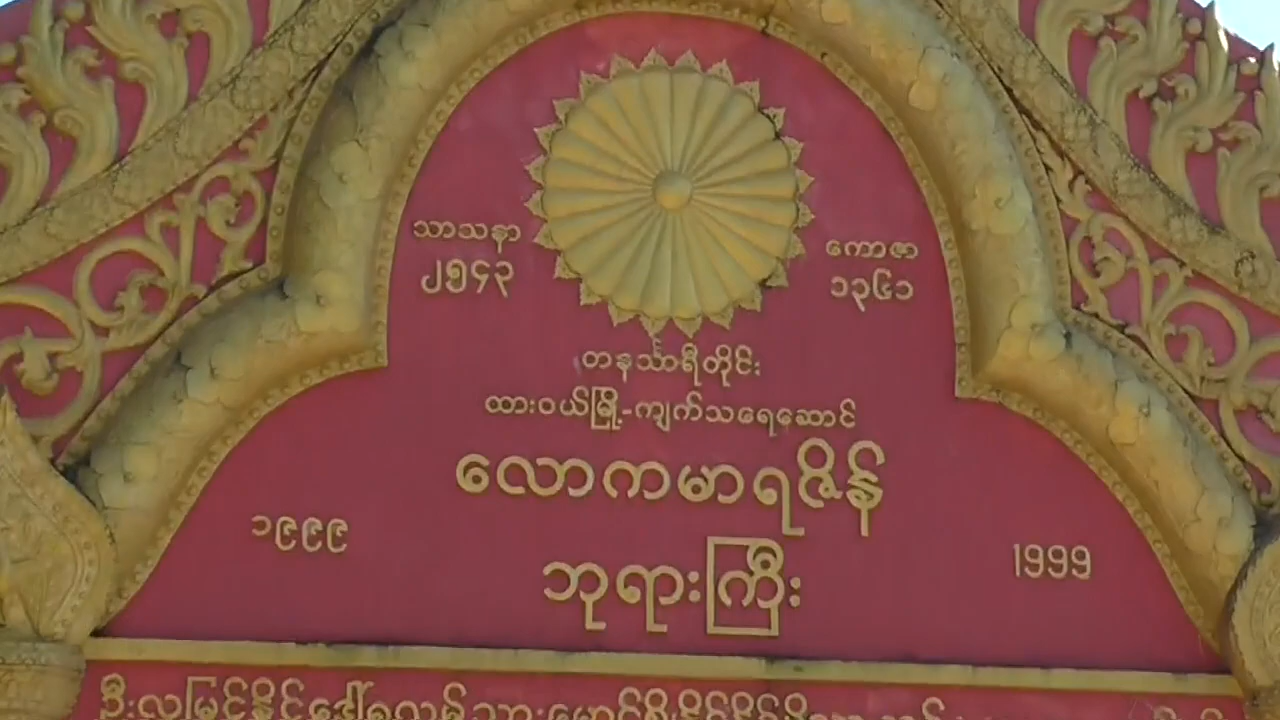 သာသနာ
၂၅၄၃
ကောဇာ
၁၃၆၁
တနင်္သာရီတိုင်း
ထားဝယ်မြို့-ကျက်သရေဆောင်
လောကမာရဇိန်
ဘုရားကြီး
၁၉၉၉
1999